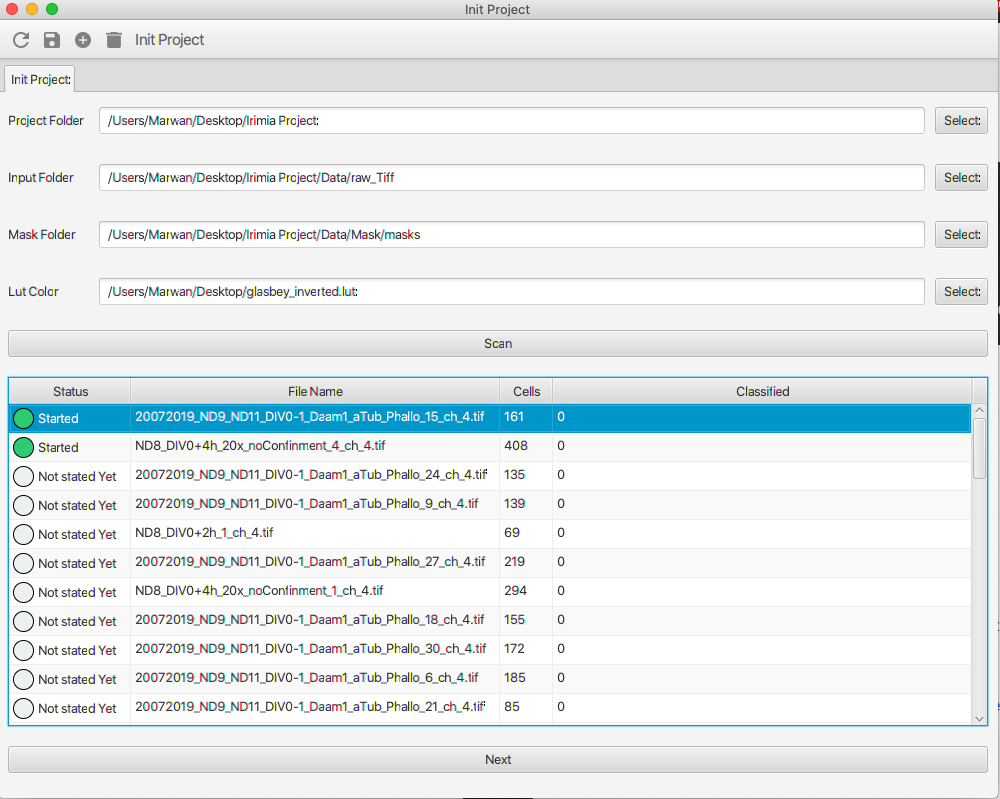 Init Project
Init Project
Init Project:
Project Folder /Users/Marwan/Desktop/Irimia Project: Select:
Input Folder /Users/Marwan/Desktop/Irimia Project/Data/raw_Tiff Select:
Mask Folder /Users/Marwan/Desktop/Irimia Project/Data/Mask/masks Select:
Lut Color /Users/Marwan/Desktop/glasbey_inverted.lut: Select:
Scan
Status File Name Cells Classified
Started 20072019_ND9_ND11_DIV0-1_Daam1_aTub_Phallo_15_ch_4.tif 161 0
Started ND8_DIV0+4h_20x_noConfinment_4_ch_4.tif 408 0
Not stated Yet 20072019_ND9_ND11_DIV0-1_Daam1_aTub_Phallo_24_ch_4.tif 135 0
Not stated Yet 20072019_ND9_ND11_DIV0-1_Daam1_aTub_Phallo_9_ch_4.tif 139 0
Not stated Yet ND8_DIV0+2h_1_ch_4.tif 69 0
Not stated Yet 20072019_ND9_ND11_DIV0-1_Daam1_aTub_Phallo_27_ch_4.tif 219 0
Not stated Yet ND8_DIV0+4h_20x_noConfinment_1_ch_4.tif 294 0
Not stated Yet 20072019_ND9_ND11_DIV0-1_Daam1_aTub_Phallo_18_ch_4.tif 155 0
Not stated Yet 20072019_ND9_ND11_DIV0-1_Daam1_aTub_Phallo_30_ch_4.tif 172 0
Not stated Yet 20072019_ND9_ND11_DIV0-1_Daam1_aTub_Phallo_6_ch_4.tif 185 0
Not stated Yet 20072019_ND9_ND11_DIV0-1_Daam1_aTub_Phallo_21_ch_4.tif 85 0
Next